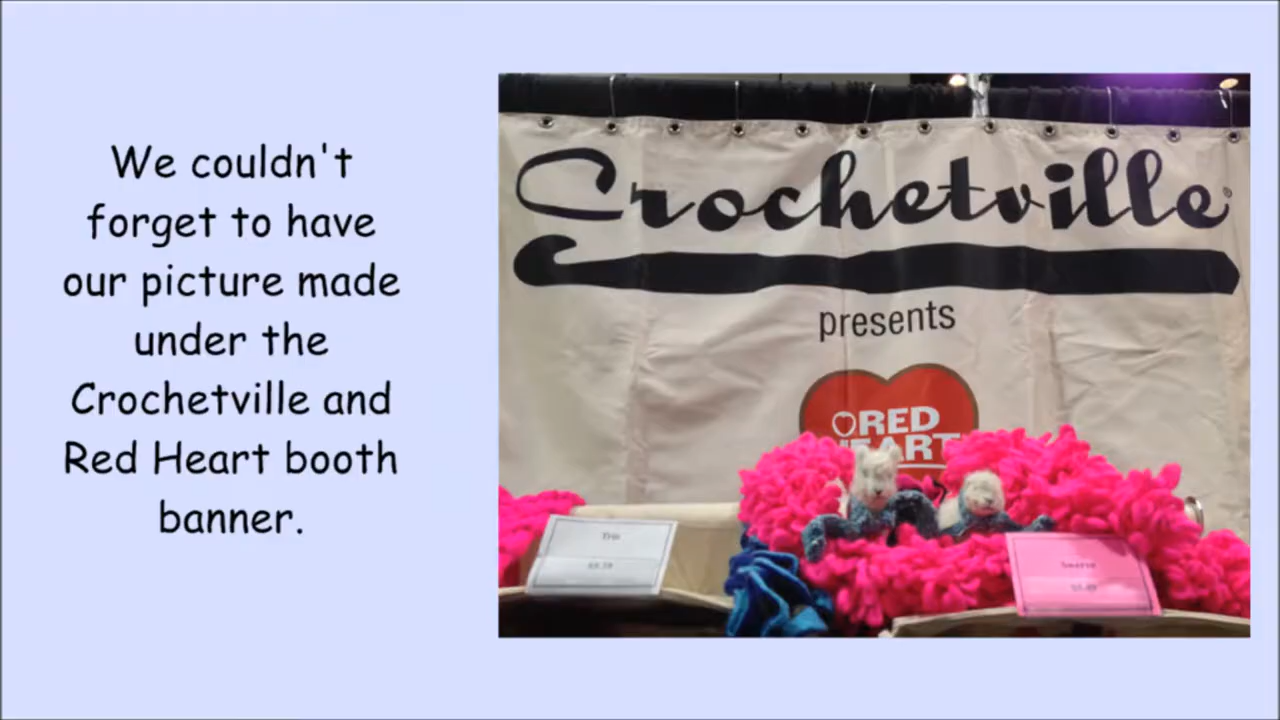 We couldn't
forget to have
our picture made
under the
Crochetville and
Red Heart booth
banner.
Crochetville®
presents
RED
HEART